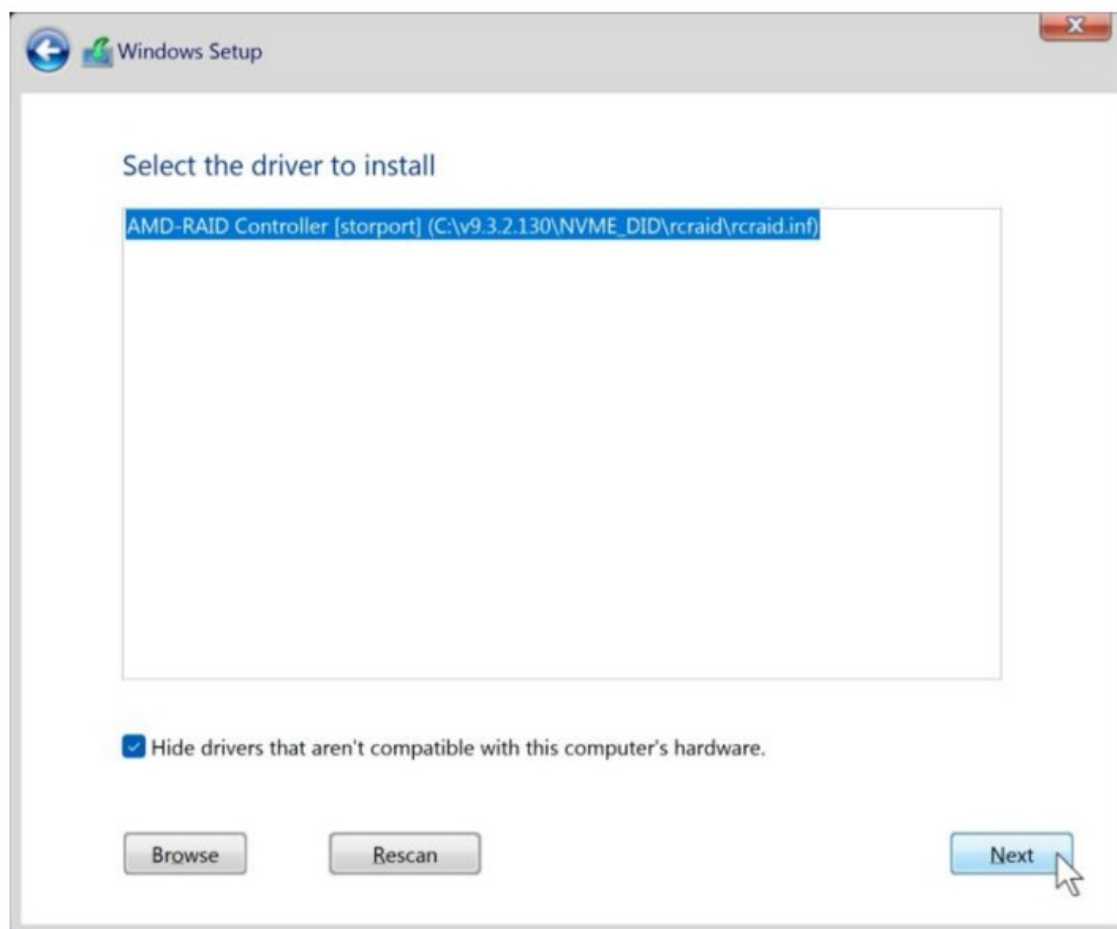 Windows Setup
Select the driver to install
AMD-RAID Controller [storport] (C:\v9.3.2.130\NVME_DID\rcraid\rcraid.inf)
Hide drivers that aren't compatible with this computer's hardware.
Browse
Rescan
Next